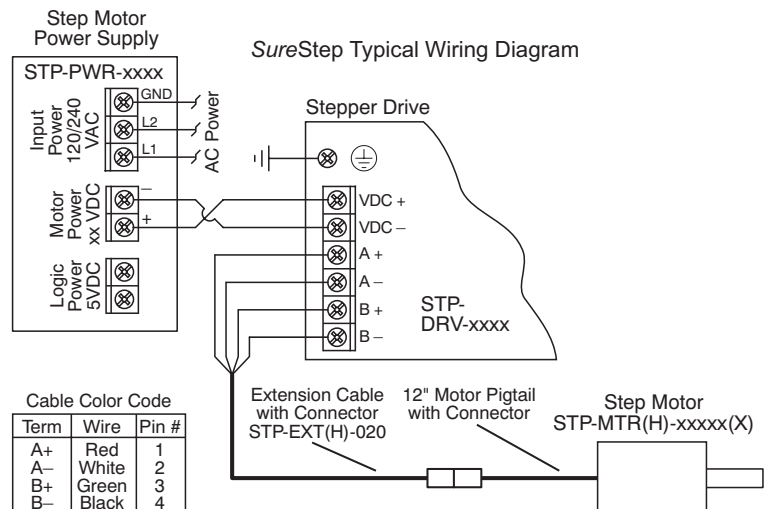 Step Motor
Power Supply
SureStep Typical Wiring Diagram
STP-PWR-xxxx
Input
Power
120/240
VAC
GND
L2
L1
AC Power
Motor
Power
xx VDC
–
+
Logic
Power
5VDC
Stepper Drive
VDC +
VDC –
A +
A –
B +
B –
STP-
DRV-xxxx
Cable Color Code
Term Wire Pin #
A+ Red 1
A– White 2
B+ Green 3
B– Black 4
Extension Cable
with Connector
STP-EXT(H)-020
12" Motor Pigtail
with Connector
Step Motor
STP-MTR(H)-xxxxx(X)